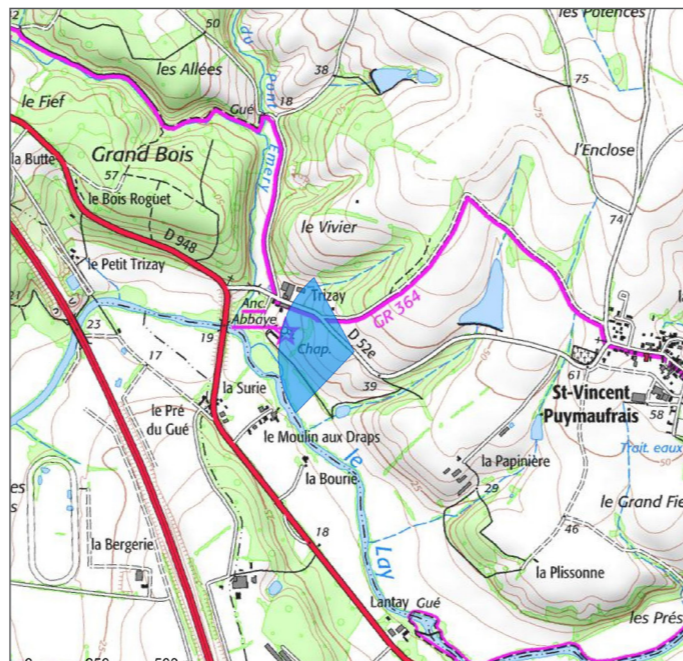 les Potences
50
les Allées
du
38
75
le Fief
Gué
18
Pont
Emery
la Butte
Grand Bois
57
l'Enclose
le Bois Roguet
74
D 948
le Vivier
le Petit Trizay
Anc.
Abbaye
Trizay
GR 364
23
19
Chap.
D 52e
17
39
61
St-Vincent
-Puymaufrais
58
la Surie
le Pré
du Gué
le Moulin aux Draps
le
Trait. eaux
50
la Papinière
la Bourie
29
le Grand Fie
46
la Bergerie
18
Lay
la Plissonne
Lantay
Gué
les Prés